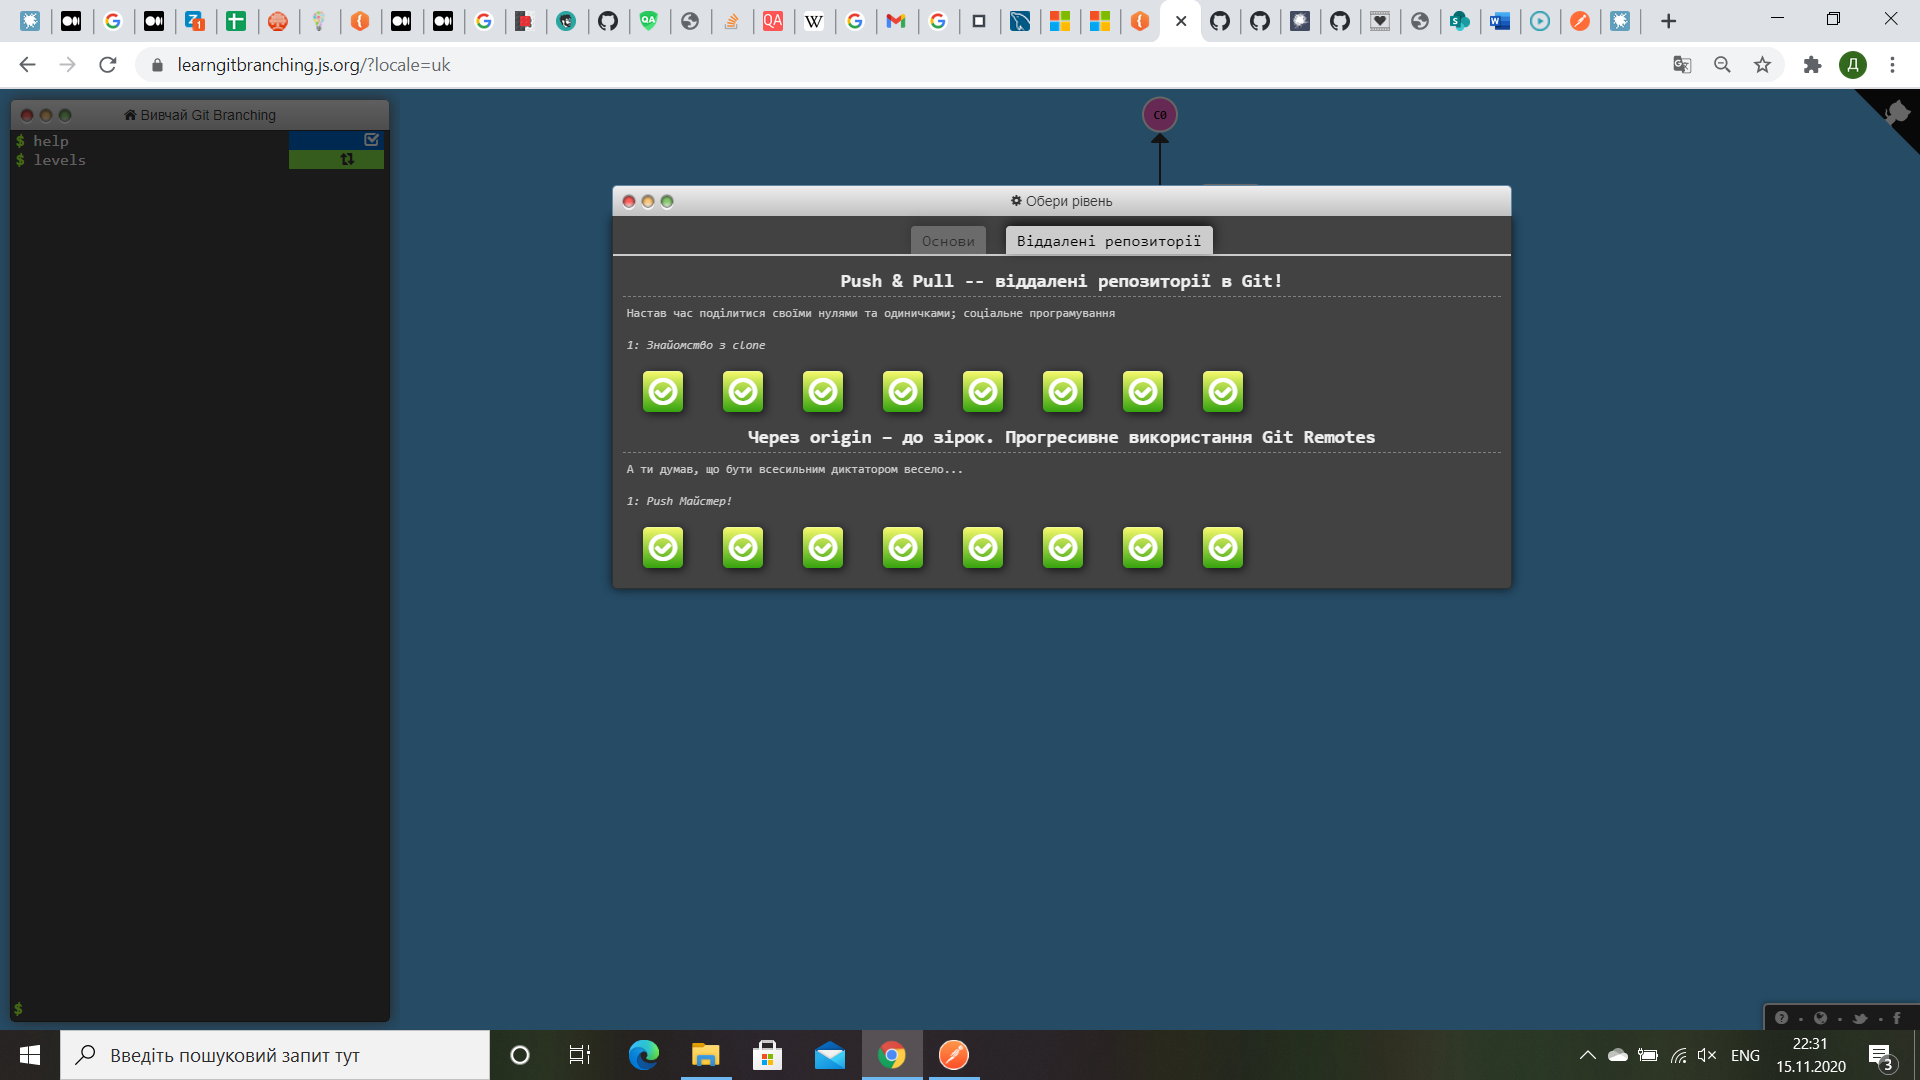 learngitbranching.js.org/?locale=uk
Д
Вивчай Git Branching
$ help
$ levels
C0
Обери рівень
Основи
Віддалені репозиторії
Push & Pull -- віддалені репозиторії в Git!
Настав час поділитися своїми нулями та одиничками; соціальне програмування
1: Знайомство з clone
Через origin – до зірок. Прогресивне використання Git Remotes
А ти думав, що бути всесильним диктатором весело...
1: Push Майстер!
$
Введіть пошуковий запит тут
ENG
22:31
15.11.2020
3